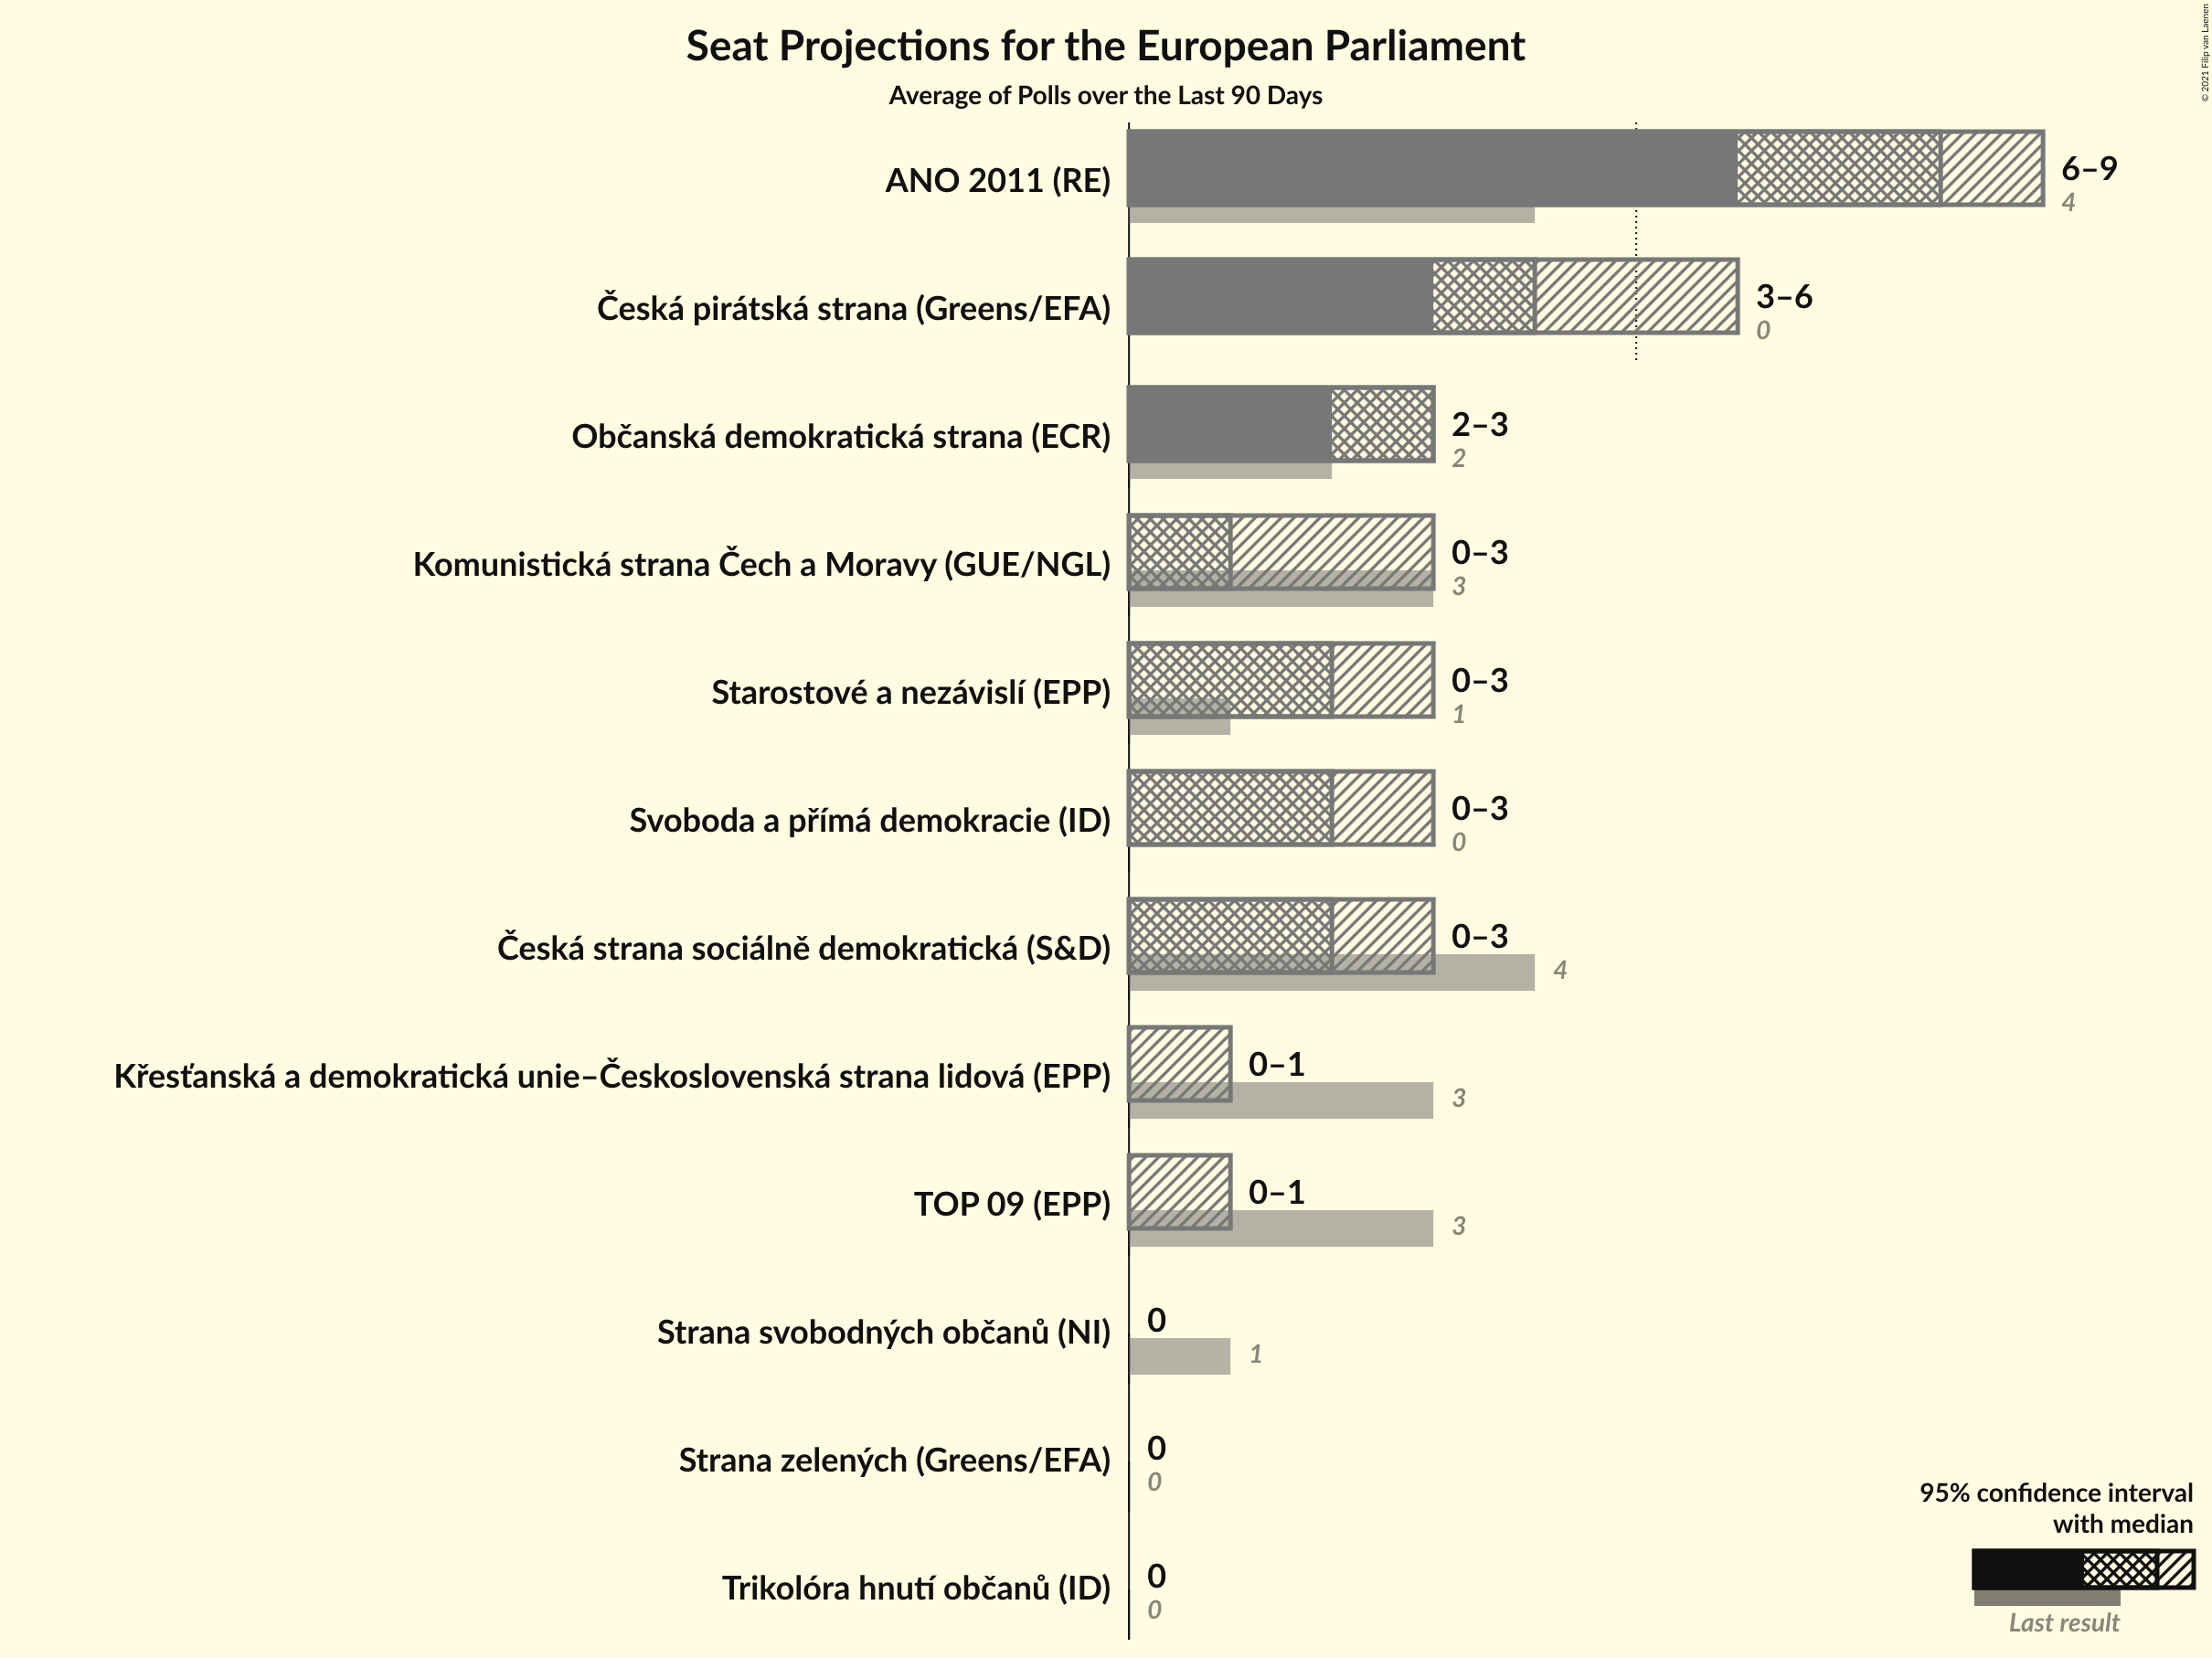 Seat Projections for the European Parliament
Average of Polls over the Last 90 Days
© 2021 Filip van Laenen
ANO 2011 (RE)
6–9
4
Česká pirátská strana (Greens/EFA)
3–6
0
Občanská demokratická strana (ECR)
2–3
2
Komunistická strana Čech a Moravy (GUE/NGL)
0–3
3
Starostové a nezávislí (EPP)
0–3
1
Svoboda a přímá demokracie (ID)
0–3
0
Česká strana sociálně demokratická (S&D)
0–3
4
Křesťanská a demokratická unie–Československá strana lidová (EPP)
0–1
3
TOP 09 (EPP)
0–1
3
Strana svobodných občanů (NI)
0
1
Strana zelených (Greens/EFA)
0
0
Trikolóra hnutí občanů (ID)
0
0
95% confidence interval
with median
Last result